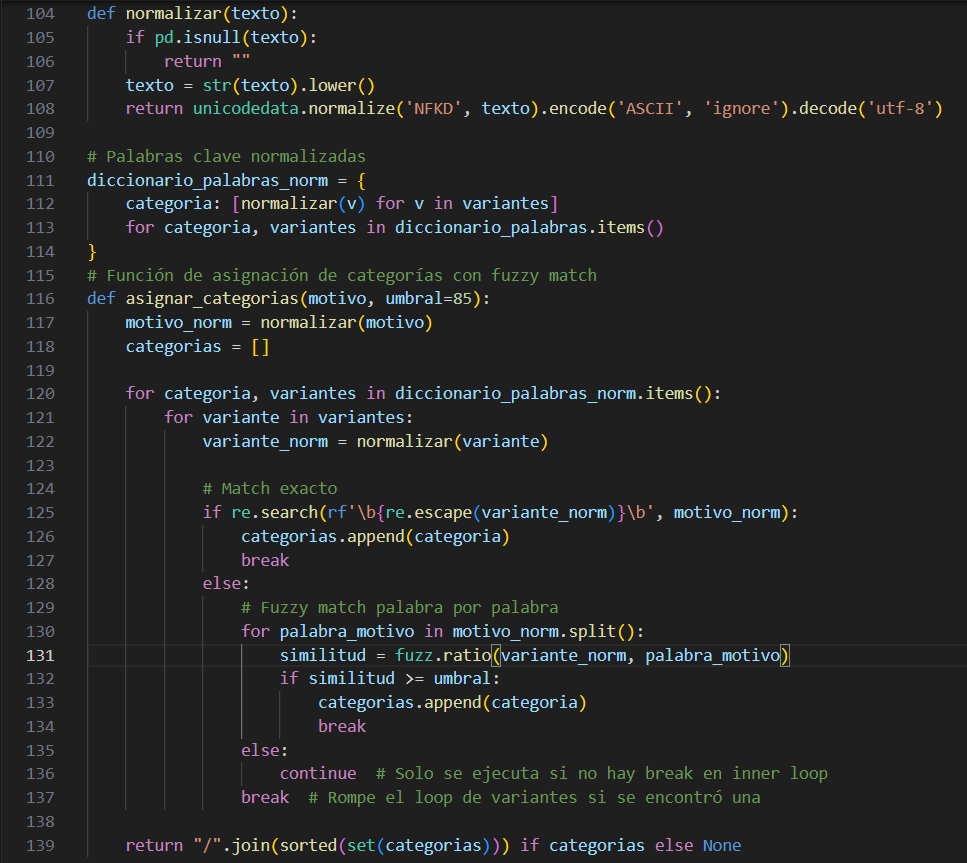 104 def normalizar(texto):
105     if pd.isnull(texto):
106         return ""
107     texto = str(texto).lower()
108     return unicodedata.normalize('NFKD', texto).encode('ASCII', 'ignore').decode('utf-8')
109
110 # Palabras clave normalizadas
111 diccionario_palabras_norm = {
112     categoria: [normalizar(v) for v in variantes]
113     for categoria, variantes in diccionario_palabras.items()
114 }
115 # Función de asignación de categorías con fuzzy match
116 def asignar_categorias(motivo, umbral=85):
117     motivo_norm = normalizar(motivo)
118     categorias = []
119
120     for categoria, variantes in diccionario_palabras_norm.items():
121         for variante in variantes:
122             variante_norm = normalizar(variante)
123
124             # Match exacto
125             if re.search(rf'\b{re.escape(variante_norm)}\b', motivo_norm):
126                 categorias.append(categoria)
127                 break
128             else:
129                 # Fuzzy match palabra por palabra
130                 for palabra_motivo in motivo_norm.split():
131                     similitud = fuzz.ratio(variante_norm, palabra_motivo)
132                     if similitud >= umbral:
133                         categorias.append(categoria)
134                         break
135                 else:
136                     continue  # Solo se ejecuta si no hay break en inner loop
137                 break  # Rompe el loop de variantes si se encontró una
138
139     return "/".join(sorted(set(categorias))) if categorias else None